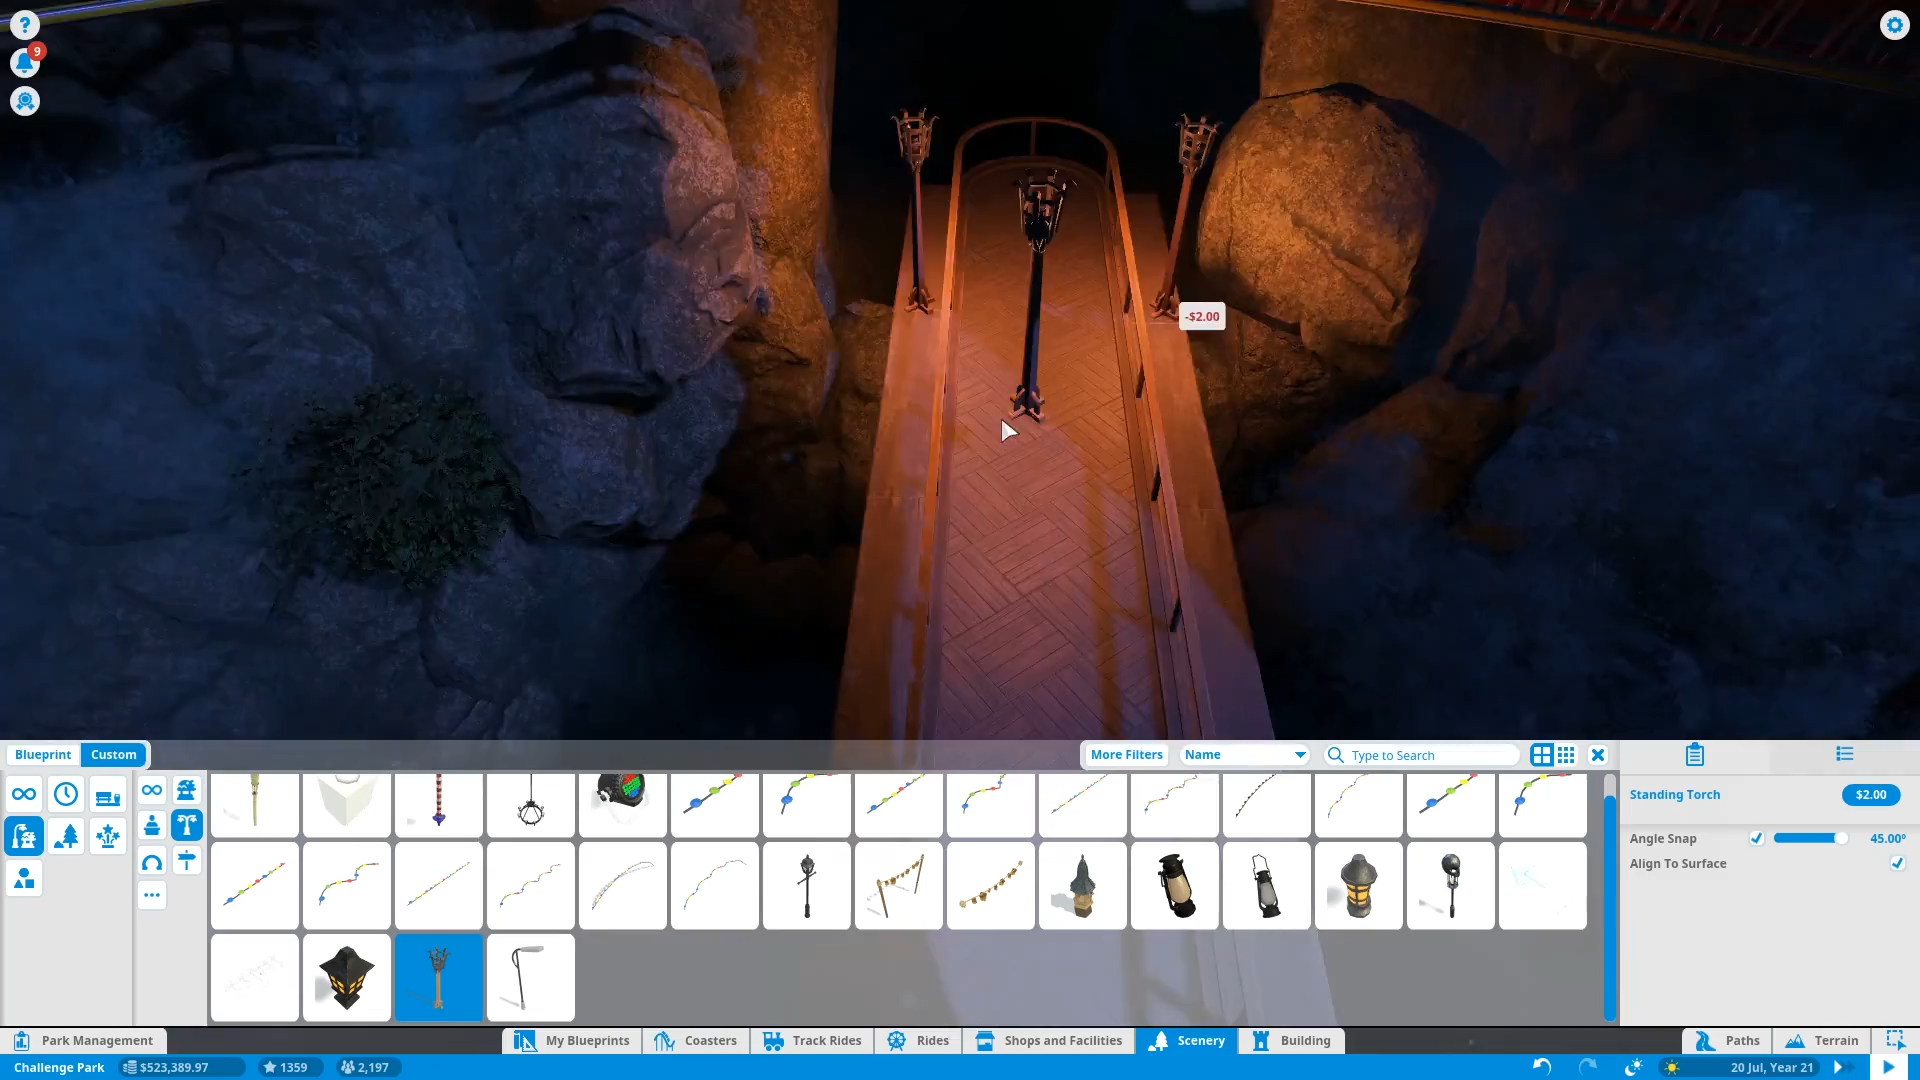 ?
9
-$2.00
Blueprint
Custom
More Filters
Name
Type to Search
Standing Torch
$2.00
Angle Snap
45.00°
Align To Surface
Park Management
My Blueprints
Coasters
Track Rides
Rides
Shops and Facilities
Scenery
Building
Paths
Terrain
Challenge Park
$523,389.97
1359
2,197
20 Jul, Year 21